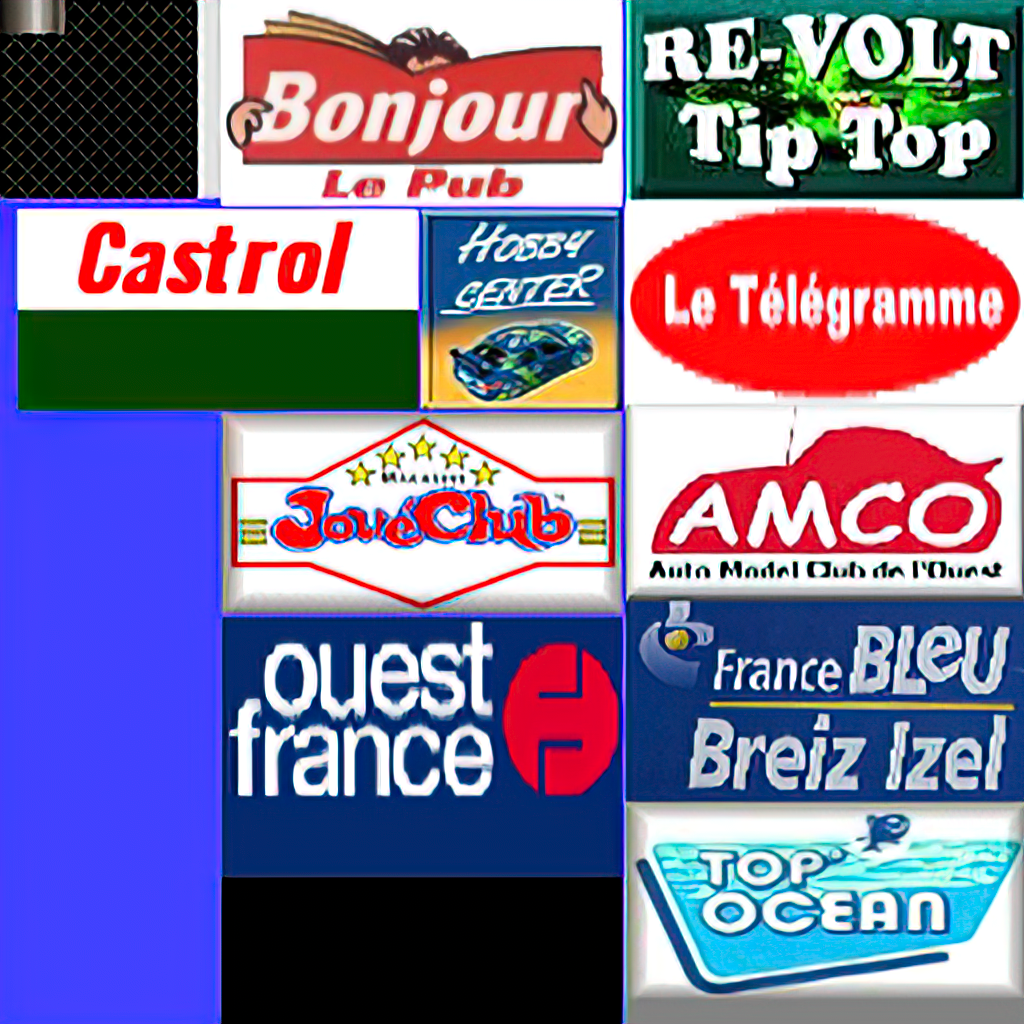 Bonjour
Le Pub
RE-VOLT
Tip Top
Castrol
HOBBY
CENTER
Le Télégramme
JouéClub
AMCO
Auto Model Club de l'Ouest
ouest
france
France BLeU
Breiz Izel
TOP
OCEAN